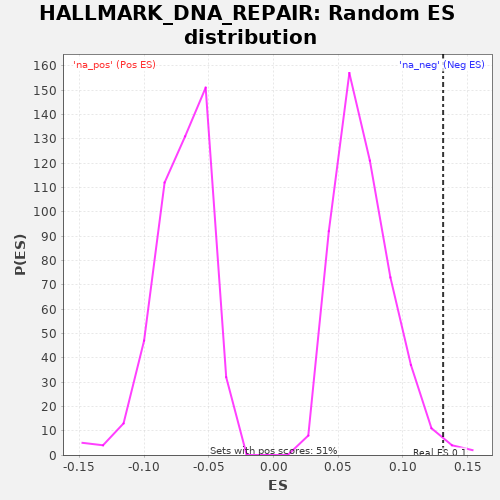 HALLMARK_DNA_REPAIR: Random ES
distribution
'na_pos' (Pos ES)
'na_neg' (Neg ES)
160
150
140
130
120
110
100
90
80
70
60
50
40
30
20
10
0
P(ES)
Sets with pos scores: 51%
Real ES 0.1
-0.15 -0.10 -0.05 0.00 0.05 0.10 0.15
ES